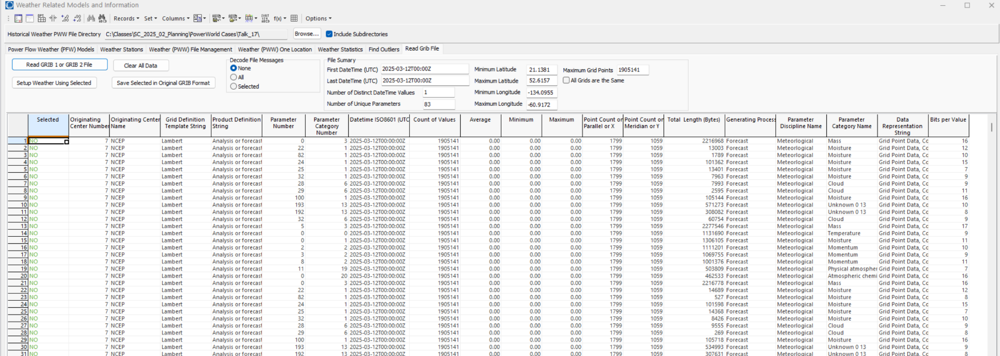 Weather Related Models and Information
Records Set Columns f(x) Options
Historical Weather PWW File Directory C:\Classes\SC_2025_02_Planning\PowerWorld Cases\Talk_17\ Browse... Include Subdirectories
Power Flow Weather (PFW) Models Weather Stations Weather (PWW) File Management Weather (PWW) One Location Weather Statistics Find Outliers Read Grib File
Read GRIB 1 or GRIB 2 File Clear All Data
Setup Weather Using Selected Save Selected in Original GRIB Format
Decode File Messages
None
All
Selected
File Sumary
First DateTime (UTC) 2025-03-12T00:00Z Minimum Latitude 21.1381 Maximum Grid Points 1905141
Last DateTime (UTC) 2025-03-12T00:00Z Maximum Latitude 52.6157 All Grids are the Same
Number of Distinct DateTime Values 1 Minimum Longitude -134.0955
Number of Unique Parameters 83 Maximum Longitude -60.9172
Selected Originating Center Number Originating Center Name Grid Definition Template String Product Definition String Parameter Number Parameter Category Number Datetime ISO8601 (UTC Count of Values Average Minimum Maximum Point Count or Parallel or X Point Count or Meridian or Y Total Length (Bytes) Generating Process Parameter Discipline Name Parameter Category Name Data Representation String Bits per Value
1 NO 7 NCEP Lambert Analysis or forecast 0 3 2025-03-12T00:00:00Z 1905141 0.00 0.00 0.00 1799 1059 2216968 Forecast Meteorlogical Mass Grid Point Data, Cc 16
2 NO 7 NCEP Lambert Analysis or forecast 22 1 2025-03-12T00:00:00Z 1905141 0.00 0.00 0.00 1799 1059 13003 Forecast Meteorlogical Moisture Grid Point Data, Cc 12
3 NO 7 NCEP Lambert Analysis or forecast 82 1 2025-03-12T00:00:00Z 1905141 0.00 0.00 0.00 1799 1059 1789 Forecast Meteorlogical Moisture Grid Point Data, Cc 10
4 NO 7 NCEP Lambert Analysis or forecast 24 1 2025-03-12T00:00:00Z 1905141 0.00 0.00 0.00 1799 1059 101362 Forecast Meteorlogical Moisture Grid Point Data, Cc 15
5 NO 7 NCEP Lambert Analysis or forecast 25 1 2025-03-12T00:00:00Z 1905141 0.00 0.00 0.00 1799 1059 13401 Forecast Meteorlogical Moisture Grid Point Data, Cc 7
6 NO 7 NCEP Lambert Analysis or forecast 32 1 2025-03-12T00:00:00Z 1905141 0.00 0.00 0.00 1799 1059 7963 Forecast Meteorlogical Moisture Grid Point Data, Cc 9
7 NO 7 NCEP Lambert Analysis or forecast 28 6 2025-03-12T00:00:00Z 1905141 0.00 0.00 0.00 1799 1059 7993 Forecast Meteorlogical Cloud Grid Point Data, Cc 9
8 NO 7 NCEP Lambert Analysis or forecast 29 6 2025-03-12T00:00:00Z 1905141 0.00 0.00 0.00 1799 1059 2595 Forecast Meteorlogical Cloud Grid Point Data, Cc 11
9 NO 7 NCEP Lambert Analysis or forecast 100 1 2025-03-12T00:00:00Z 1905141 0.00 0.00 0.00 1799 1059 105144 Forecast Meteorlogical Moisture Grid Point Data, Cc 16
10 NO 7 NCEP Lambert Analysis or forecast 193 13 2025-03-12T00:00:00Z 1905141 0.00 0.00 0.00 1799 1059 571273 Forecast Meteorlogical Unknown 0 13 Grid Point Data, Cc 10
11 NO 7 NCEP Lambert Analysis or forecast 192 13 2025-03-12T00:00:00Z 1905141 0.00 0.00 0.00 1799 1059 308082 Forecast Meteorlogical Unknown 0 13 Grid Point Data, Cc 8
12 NO 7 NCEP Lambert Analysis or forecast 32 6 2025-03-12T00:00:00Z 1905141 0.00 0.00 0.00 1799 1059 60754 Forecast Meteorlogical Cloud Grid Point Data, Cc 9
13 NO 7 NCEP Lambert Analysis or forecast 5 3 2025-03-12T00:00:00Z 1905141 0.00 0.00 0.00 1799 1059 2277546 Forecast Meteorlogical Mass Grid Point Data, Cc 17
14 NO 7 NCEP Lambert Analysis or forecast 0 0 2025-03-12T00:00:00Z 1905141 0.00 0.00 0.00 1799 1059 1131690 Forecast Meteorlogical Temperature Grid Point Data, Cc 9
15 NO 7 NCEP Lambert Analysis or forecast 0 1 2025-03-12T00:00:00Z 1905141 0.00 0.00 0.00 1799 1059 1306105 Forecast Meteorlogical Moisture Grid Point Data, Cc 11
16 NO 7 NCEP Lambert Analysis or forecast 2 2 2025-03-12T00:00:00Z 1905141 0.00 0.00 0.00 1799 1059 1111201 Forecast Meteorlogical Momentum Grid Point Data, Cc 10
17 NO 7 NCEP Lambert Analysis or forecast 3 2 2025-03-12T00:00:00Z 1905141 0.00 0.00 0.00 1799 1059 1069755 Forecast Meteorlogical Momentum Grid Point Data, Cc 9
18 NO 7 NCEP Lambert Analysis or forecast 8 2 2025-03-12T00:00:00Z 1905141 0.00 0.00 0.00 1799 1059 1001376 Forecast Meteorlogical Momentum Grid Point Data, Cc 11
19 NO 7 NCEP Lambert Analysis or forecast 11 19 2025-03-12T00:00:00Z 1905141 0.00 0.00 0.00 1799 1059 503809 Forecast Meteorlogical Physical atmospher Grid Point Data, Cc 7
20 NO 7 NCEP Lambert Analysis or forecast 0 20 2025-03-12T00:00:00Z 1905141 0.00 0.00 0.00 1799 1059 462533 Forecast Meteorlogical Atmospheric chemi Grid Point Data, Cc 16
21 NO 7 NCEP Lambert Analysis or forecast 0 3 2025-03-12T00:00:00Z 1905141 0.00 0.00 0.00 1799 1059 2216778 Forecast Meteorlogical Mass Grid Point Data, Cc 16
22 NO 7 NCEP Lambert Analysis or forecast 22 1 2025-03-12T00:00:00Z 1905141 0.00 0.00 0.00 1799 1059 14689 Forecast Meteorlogical Moisture Grid Point Data, Cc 12
23 NO 7 NCEP Lambert Analysis or forecast 82 1 2025-03-12T00:00:00Z 1905141 0.00 0.00 0.00 1799 1059 527 Forecast Meteorlogical Moisture Grid Point Data, Cc 8
24 NO 7 NCEP Lambert Analysis or forecast 24 1 2025-03-12T00:00:00Z 1905141 0.00 0.00 0.00 1799 1059 101598 Forecast Meteorlogical Moisture Grid Point Data, Cc 15
25 NO 7 NCEP Lambert Analysis or forecast 25 1 2025-03-12T00:00:00Z 1905141 0.00 0.00 0.00 1799 1059 14368 Forecast Meteorlogical Moisture Grid Point Data, Cc 7
26 NO 7 NCEP Lambert Analysis or forecast 32 1 2025-03-12T00:00:00Z 1905141 0.00 0.00 0.00 1799 1059 8426 Forecast Meteorlogical Moisture Grid Point Data, Cc 10
27 NO 7 NCEP Lambert Analysis or forecast 28 6 2025-03-12T00:00:00Z 1905141 0.00 0.00 0.00 1799 1059 9555 Forecast Meteorlogical Cloud Grid Point Data, Cc 9
28 NO 7 NCEP Lambert Analysis or forecast 29 6 2025-03-12T00:00:00Z 1905141 0.00 0.00 0.00 1799 1059 269 Forecast Meteorlogical Cloud Grid Point Data, Cc 8
29 NO 7 NCEP Lambert Analysis or forecast 100 1 2025-03-12T00:00:00Z 1905141 0.00 0.00 0.00 1799 1059 105718 Forecast Meteorlogical Moisture Grid Point Data, Cc 16
30 NO 7 NCEP Lambert Analysis or forecast 193 13 2025-03-12T00:00:00Z 1905141 0.00 0.00 0.00 1799 1059 534993 Forecast Meteorlogical Unknown 0 13 Grid Point Data, Cc 9
31 NO 7 NCEP Lambert Analysis or forecast 192 13 2025-03-12T00:00:00Z 1905141 0.00 0.00 0.00 1799 1059 307631 Forecast Meteorlogical Unknown 0 13 Grid Point Data, Cc 8